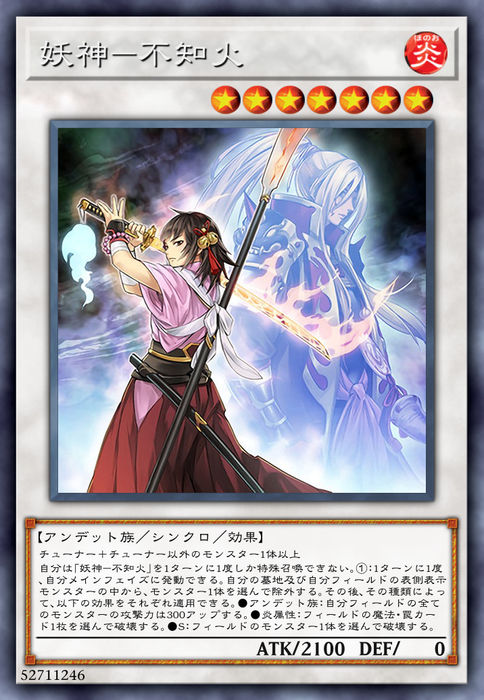 妖神－不知火
ほのお
炎
【アンデット族／シンクロ／効果】
チューナー＋チューナー以外のモンスター1体以上
自分は「妖神－不知火」を1ターンに1度しか特殊召喚できない。①:1ターンに1度
、自分メインフェイズに発動できる。自分の墓地及び自分フィールドの表側表示
モンスターの中から、モンスター1体を選んで除外する。その後、その種類によっ
て、以下の効果をそれぞれ適用できる。●アンデット族:自分フィールドの全ての
モンスターの攻撃力は300アップする。●炎属性:フィールドの魔法・罠カー
ド1枚を選んで破壊する。●S:フィールドのモンスター1体を選んで破壊する。
ATK/2100 DEF/ 0
52711246